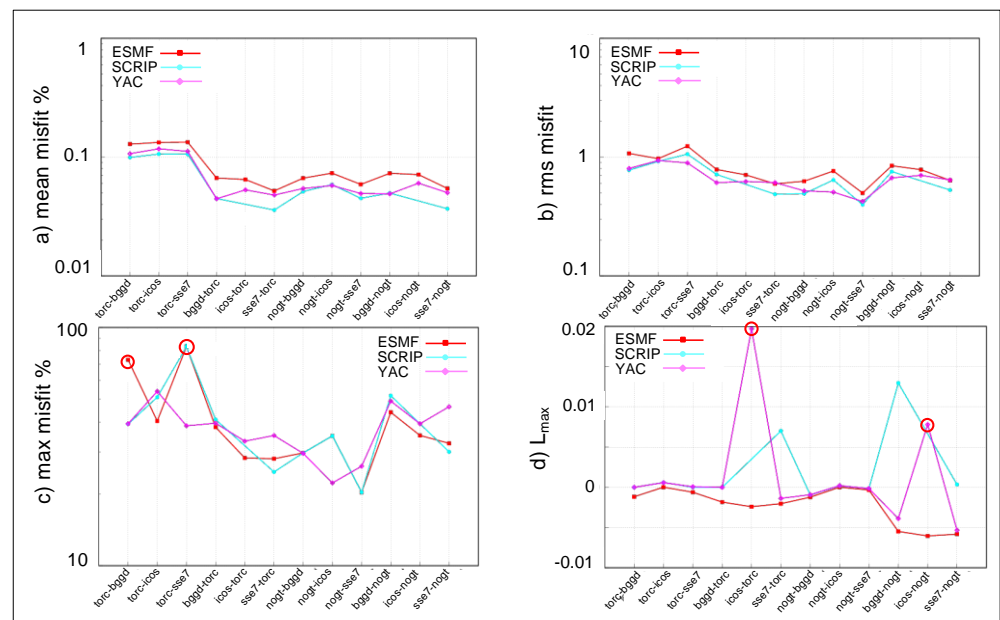 a) mean misfit %
1
0.1
0.01
ESMF
SCRIP
YAC
torc-bggd
torc-icos
torc-sse7
bggd-torc
icos-torc
sse7-torc
nogt-bggd
nogt-icos
nogt-sse7
bggd-nogt
icos-nogt
sse7-nogt
b) rms misfit
10
1
0.1
ESMF
SCRIP
YAC
torc-bggd
torc-icos
torc-sse7
bggd-torc
icos-torc
sse7-torc
nogt-bggd
nogt-icos
nogt-sse7
bggd-nogt
icos-nogt
sse7-nogt
c) max misfit %
100
10
ESMF
SCRIP
YAC
torc-bggd
torc-icos
torc-sse7
bggd-torc
icos-torc
sse7-torc
nogt-bggd
nogt-icos
nogt-sse7
bggd-nogt
icos-nogt
sse7-nogt
d) Lmax
0.02
0.01
0
-0.01
ESMF
SCRIP
YAC
torc-bggd
torc-icos
torc-sse7
bggd-torc
icos-torc
sse7-torc
nogt-bggd
nogt-icos
nogt-sse7
bggd-nogt
icos-nogt
sse7-nogt